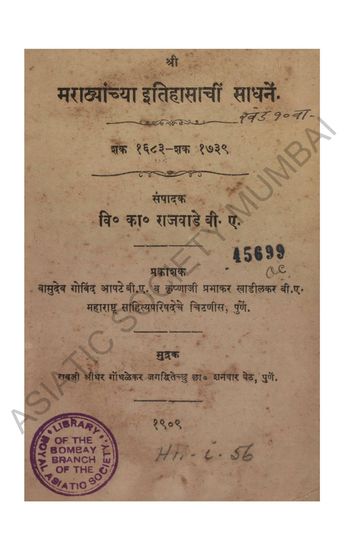 श्री
मराठ्यांच्या इतिहासाचीं साधनें.
खंड १० वा.
शक १६८३–शक १७३९
संपादक
वि० का० राजवाडे बी. ए.
45699
प्रकाशक
वासुदेव गोविंद आपटे बी. ए. व कृष्णाजी प्रभाकर खाडीलकर बी. ए.
महाराष्ट्र साहित्यपरिषदेचे चिटणीस, पुणें.
मुद्रक
रावजी श्रीधर गोंधळेकर जगद्धितेच्छु छा० शनवार पेठ, पुणें.
१९०९
LIBRARY
OF THE
BOMBAY
BRANCH
OF THE
ROYAL ASIATIC SOCIETY
ASIATIC SOCIETY MUMBAI